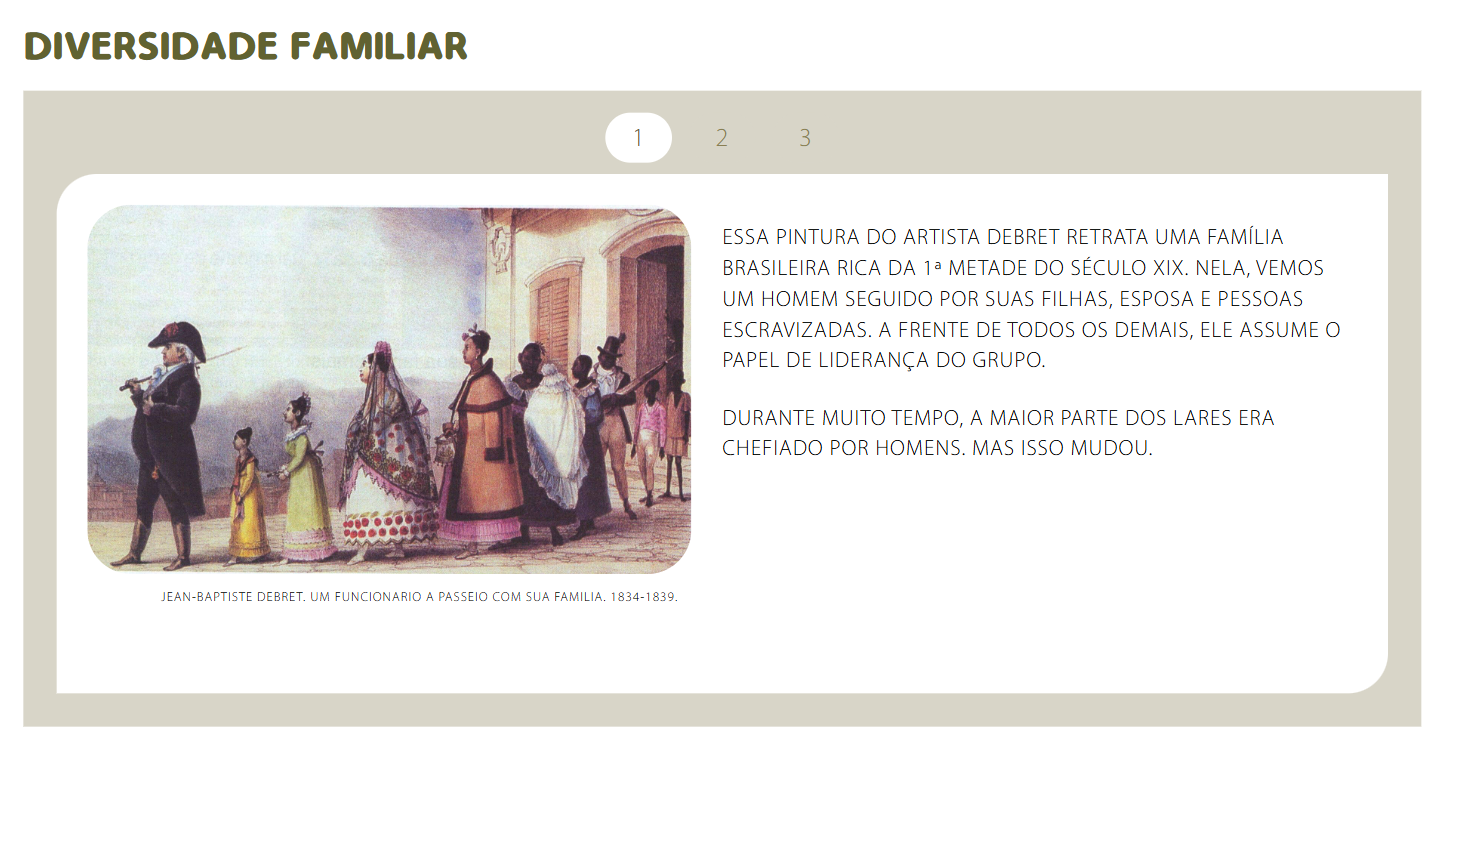 DIVERSIDADE FAMILIAR
1 2 3
ESSA PINTURA DO ARTISTA DEBRET RETRATA UMA FAMÍLIA
BRASILEIRA RICA DA 1ª METADE DO SÉCULO XIX. NELA, VEMOS
UM HOMEM SEGUIDO POR SUAS FILHAS, ESPOSA E PESSOAS
ESCRAVIZADAS. A FRENTE DE TODOS OS DEMAIS, ELE ASSUME O
PAPEL DE LIDERANÇA DO GRUPO.
DURANTE MUITO TEMPO, A MAIOR PARTE DOS LARES ERA
CHEFIADO POR HOMENS. MAS ISSO MUDOU.
JEAN-BAPTISTE DEBRET. UM FUNCIONARIO A PASSEIO COM SUA FAMILIA. 1834-1839.